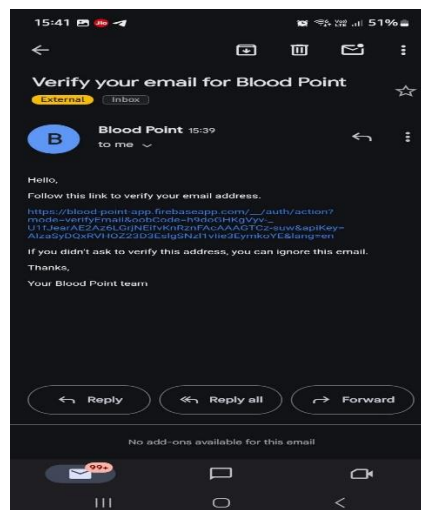 15:41 Jio 51%
Verify your email for Blood Point
External Inbox
B
Blood Point 15:39
to me
Hello,
Follow this link to verify your email address.
https://blood-point-app.firebaseapp.com/__/auth/action?
mode=verifyEmail&oobCode=
If you didn't ask to verify this address, you can ignore this email.
Thanks,
Your Blood Point team
Reply Reply all Forward
No add-ons available for this email
99+